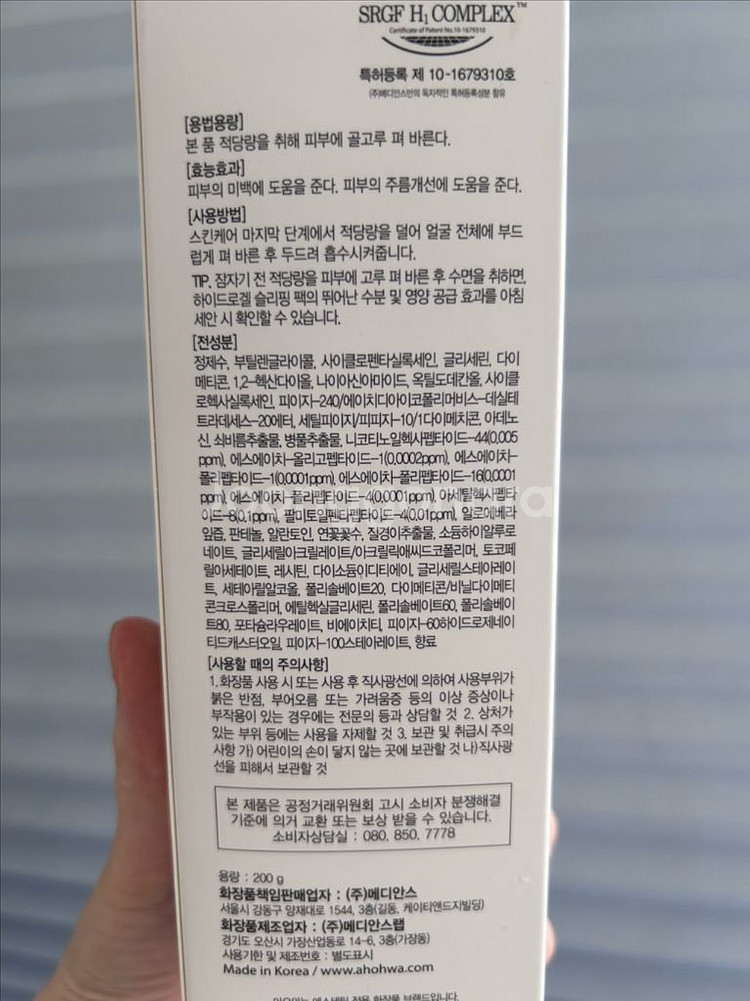 SRGF H₁ COMPLEX™
Certificate of Patent No.10-1679310
특허등록 제 10-1679310호
(주)메디안스만의 독자적인 특허등록성분 함유
[용법용량]
본 품 적당량을 취해 피부에 골고루 펴 바른다.
[효능효과]
피부의 미백에 도움을 준다. 피부의 주름개선에 도움을 준다.
[사용방법]
스킨케어 마지막 단계에서 적당량을 덜어 얼굴 전체에 부드
럽게 펴 바른 후 두드려 흡수시켜줍니다.
TIP. 잠자기 전 적당량을 피부에 고루 펴 바른 후 수면을 취하면,
하이드로겔 슬리핑 팩의 뛰어난 수분 및 영양 공급 효과를 아침
세안 시 확인할 수 있습니다.
[전성분]
정제수, 부틸렌글라이콜, 사이클로펜타실록세인, 글리세린, 다이
메티콘, 1,2-헥산다이올, 나이아신아마이드, 옥틸도데칸올, 사이클
로헥사실록세인, 피이지-240/에이치디아이코폴리머비스-데실테
트라데세스-20에터, 세틸피이지/피피지-10/1다이메치콘, 아데노
신, 쇠비름추출물, 병풀추출물, 니코티노일헥사펩타이드-44(0.005
ppm), 에스에이치-올리고펩타이드-1(0.0002ppm), 에스에이치-
폴리펩타이드-1(0.0001ppm), 에스에이치-폴리펩타이드-16(0.0001
ppm), 에스에이치-폴리펩타이드-4(0.0001ppm), 아세틸헥사펩타
이드-8(0.1ppm), 팔미토일펜타펩타이드-4(0.01ppm), 알로에베라
잎즙, 판테놀, 알란토인, 연꽃꽃수, 질경이추출물, 소듐하이알루로
네이트, 글리세릴아크릴레이트/아크릴릭애씨드코폴리머, 토코페
릴아세테이트, 레시틴, 다이소듐이디티에이, 글리세릴스테아레이
트, 세테아릴알코올, 폴리솔베이트20, 다이메티콘/비닐다이메티
콘크로스폴리머, 에틸헥실글리세린, 폴리솔베이트60, 폴리솔베이
트80, 포타슘라우레이트, 비에이치티, 피이지-60하이드로제네이
티드캐스터오일, 피이지-100스테아레이트, 향료
[사용할 때의 주의사항]
1. 화장품 사용 시 또는 사용 후 직사광선에 의하여 사용부위가
붉은 반점, 부어오름 또는 가려움증 등의 이상 증상이나
부작용이 있는 경우에는 전문의 등과 상담할 것 2. 상처가
있는 부위 등에는 사용을 자제할 것 3. 보관 및 취급시 주의
사항 가) 어린이의 손이 닿지 않는 곳에 보관할 것 나)직사광
선을 피해서 보관할 것
본 제품은 공정거래위원회 고시 소비자 분쟁해결
기준에 의거 교환 또는 보상 받을 수 있습니다.
소비자상담실 : 080. 850. 7778
용량 : 200 g
화장품책임판매업자 : (주)메디안스
서울시 강동구 양재대로 1544, 3층(길동, 케이티앤드지빌딩)
화장품제조업자 : (주)메디안스랩
경기도 오산시 가장산업동로 14-6, 3층(가장동)
사용기한 및 제조번호 : 별도표시
Made in Korea / www.ahohwa.com